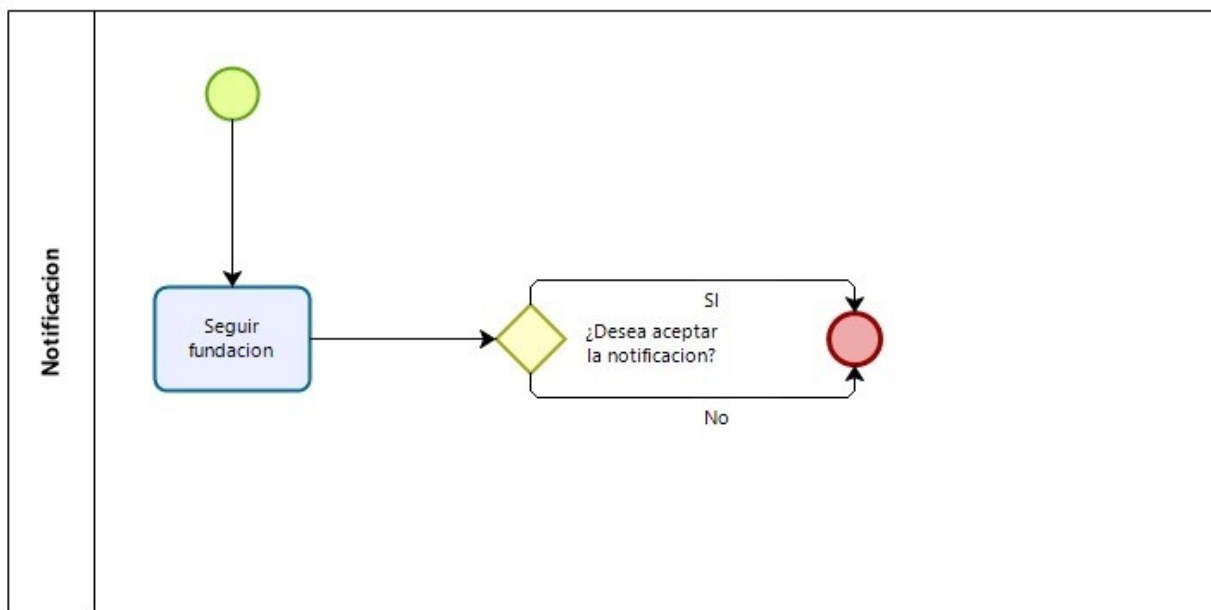 Notificacion
Seguir
fundacion
SI
¿Desea aceptar
la notificacion?
No